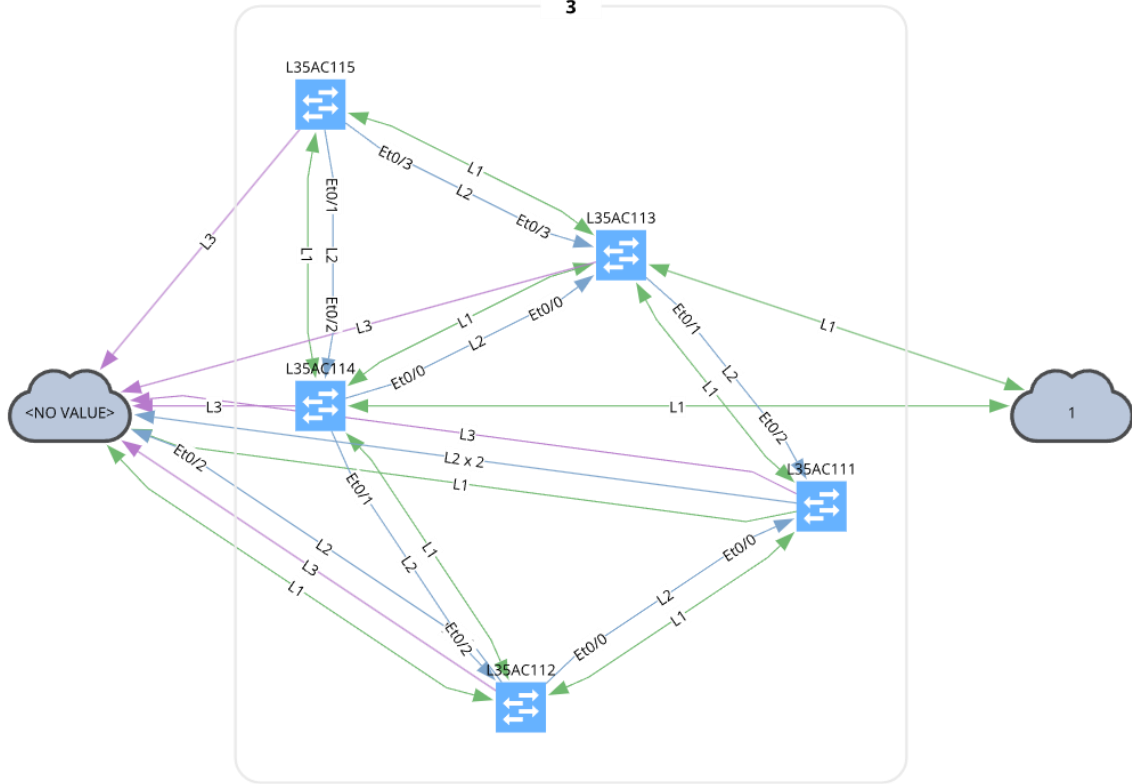 3
L35AC115
Et0/3
L1
L2
Et0/1
Et0/3
L35AC113
L3
L1
L2
Et0/2
L3
L1
L2
Et0/0
Et0/1
L1
L35AC114
Et0/0
L2
L1
<NO VALUE>
L3
L1
1
Et0/2
L3
L2 x 2
L1
L35AC111
Et0/2
Et0/1
L2
L3
L1
L1
L2
Et0/0
L2
L1
Et0/2
Et0/0
L35AC112